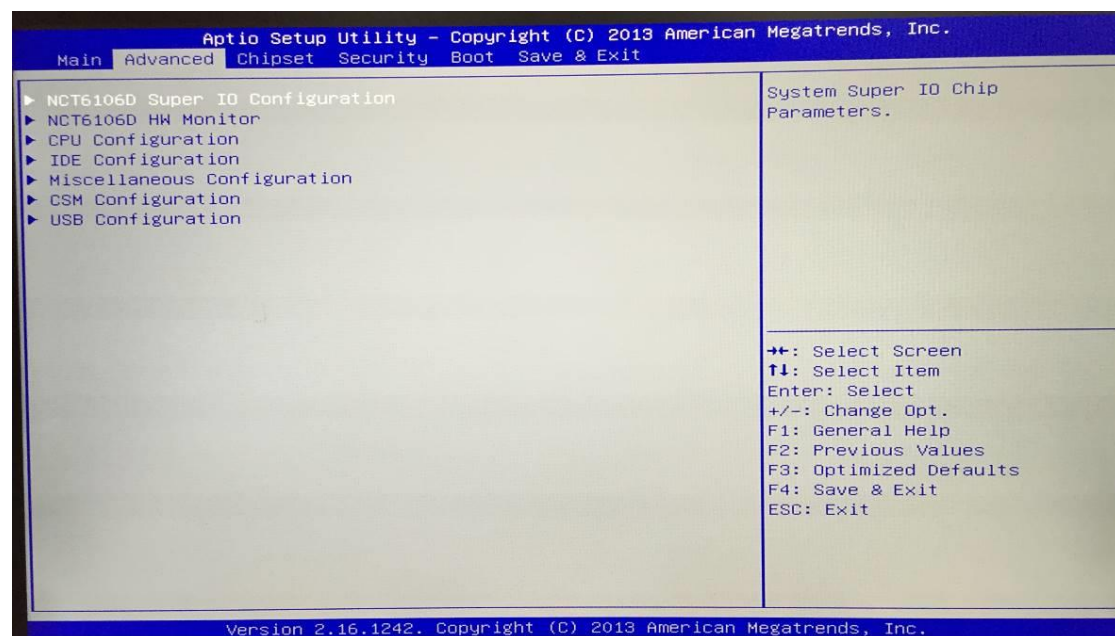 Aptio Setup Utility – Copyright (C) 2013 American Megatrends, Inc.
Main Advanced Chipset Security Boot Save & Exit
▶ NCT6106D Super IO Configuration
▶ NCT6106D HW Monitor
▶ CPU Configuration
▶ IDE Configuration
▶ Miscellaneous Configuration
▶ CSM Configuration
▶ USB Configuration
System Super IO Chip
Parameters.
→←: Select Screen
↑↓: Select Item
Enter: Select
+/-: Change Opt.
F1: General Help
F2: Previous Values
F3: Optimized Defaults
F4: Save & Exit
ESC: Exit
Version 2.16.1242. Copyright (C) 2013 American Megatrends, Inc.